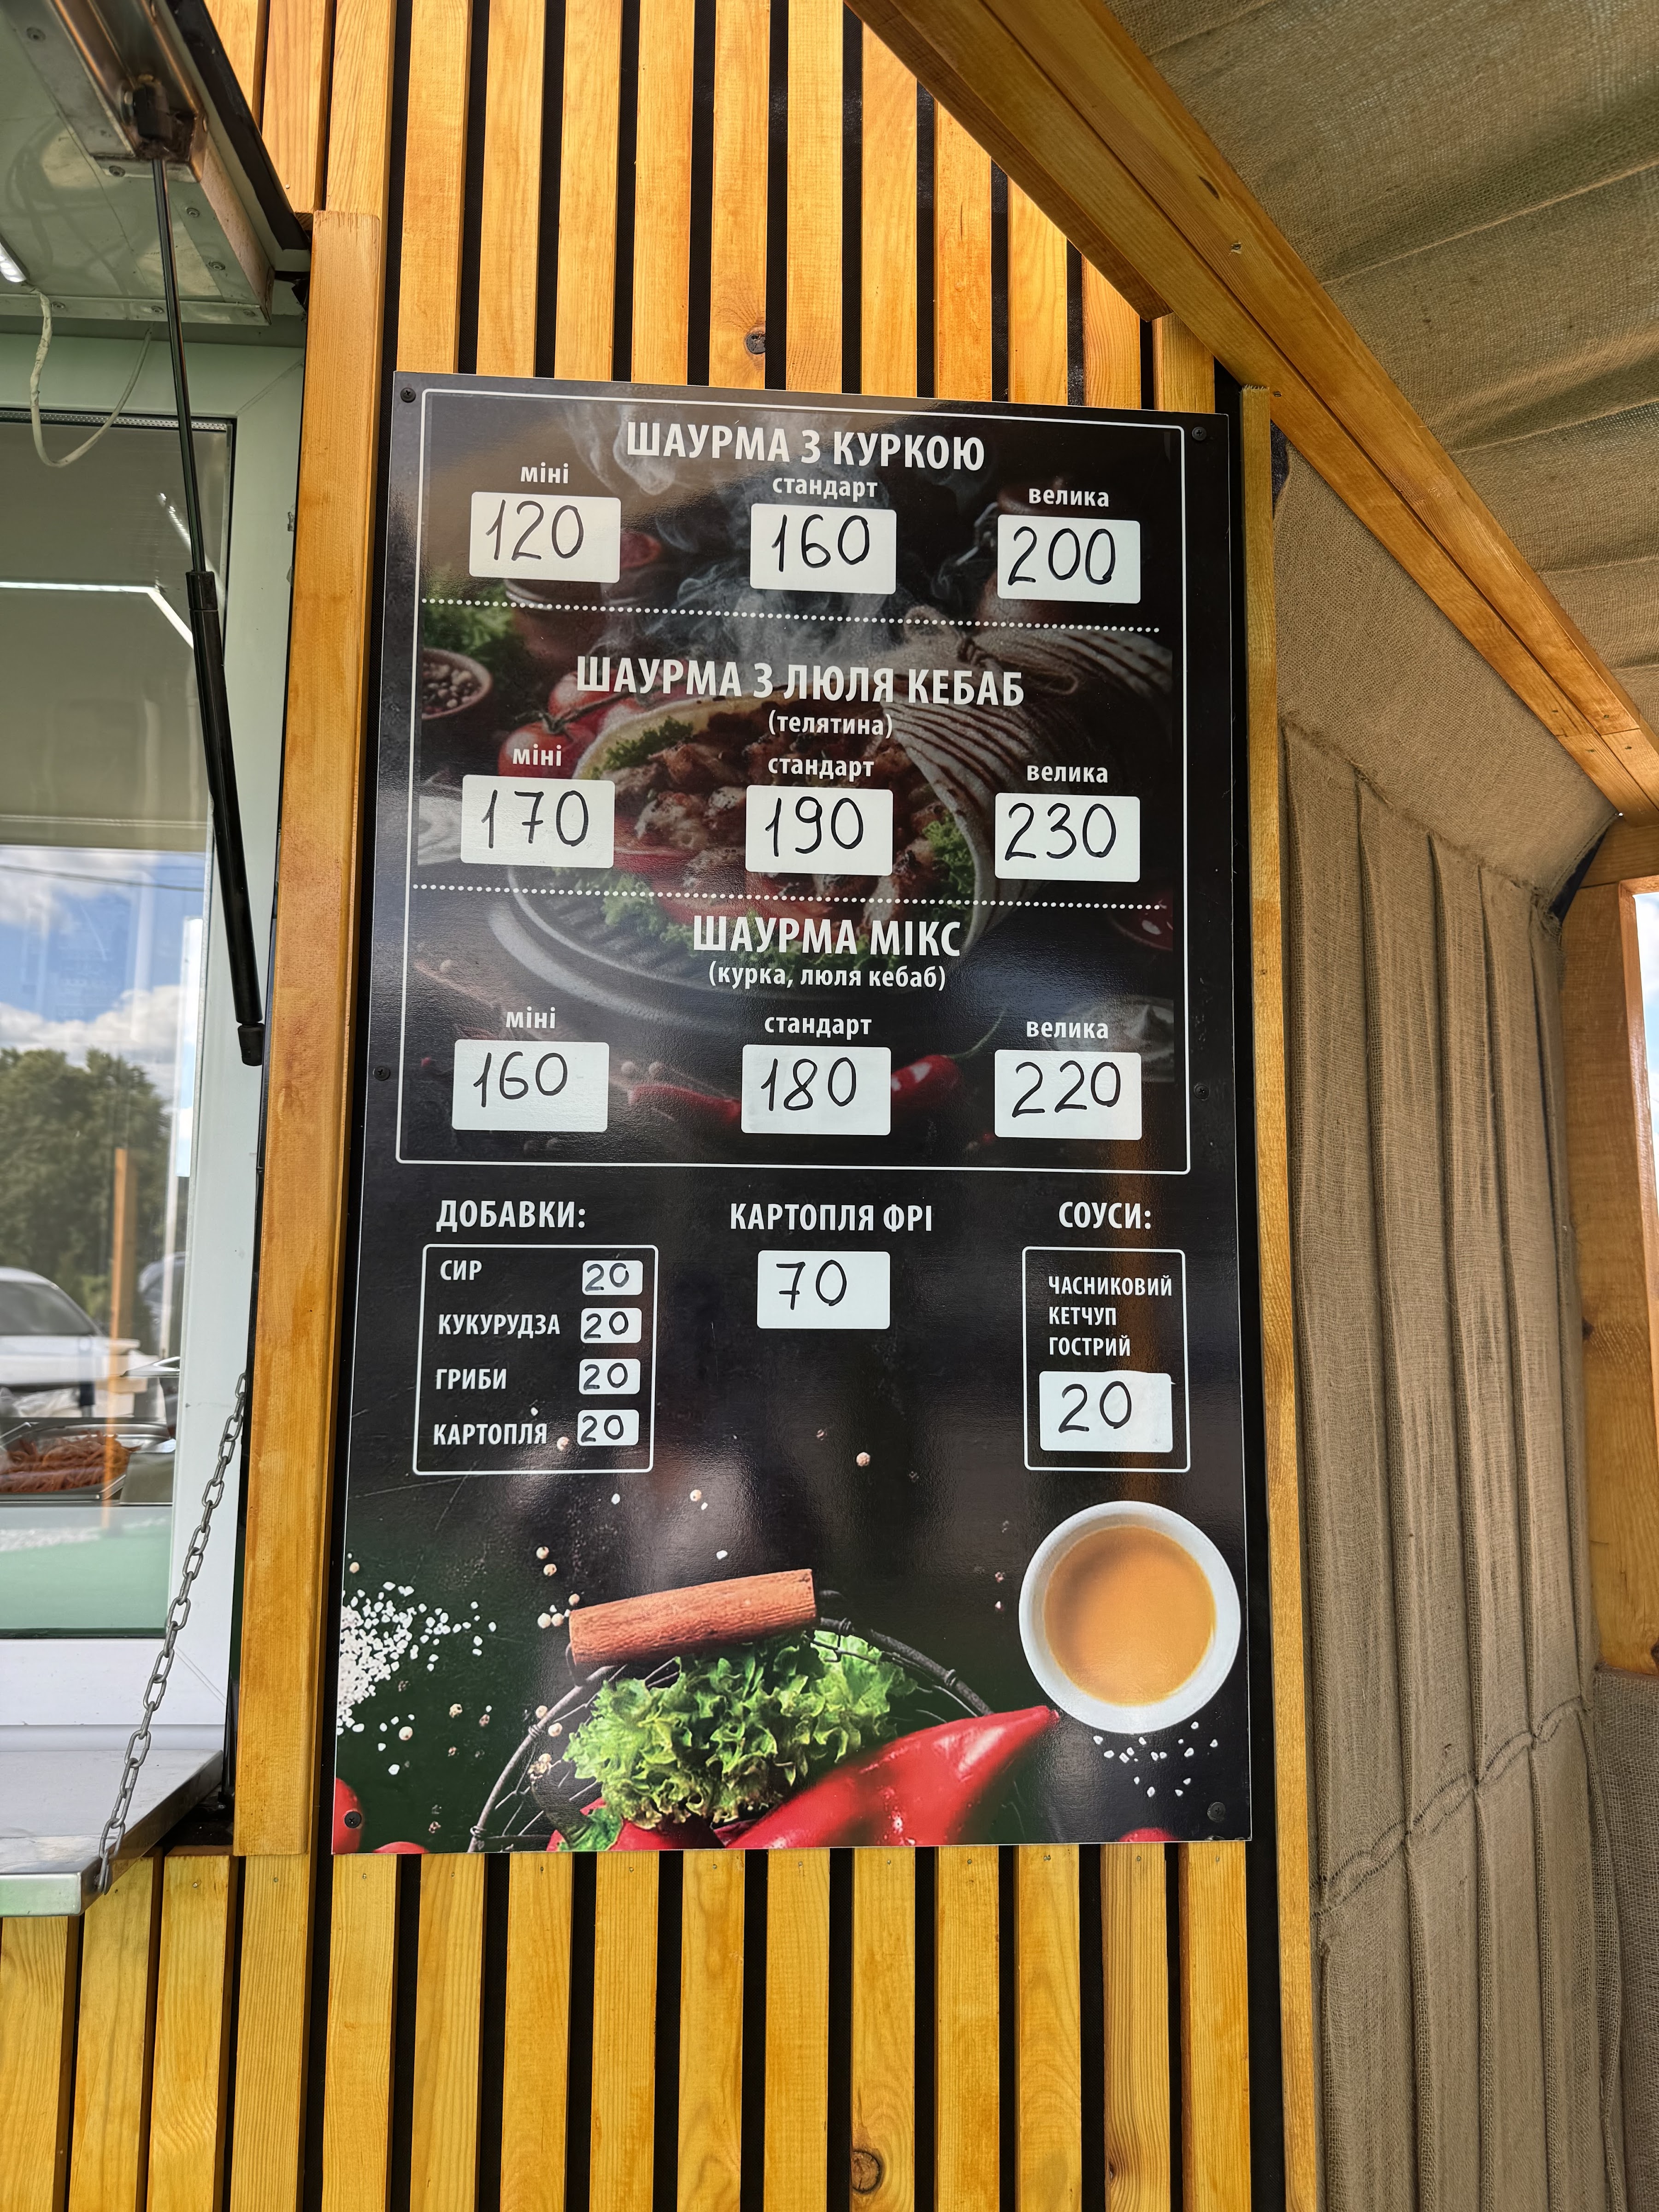 ШАУРМА З КУРКОЮ
міні стандарт велика
120 160 200
ШАУРМА З ЛЮЛЯ КЕБАБ
(телятина)
міні стандарт велика
170 190 230
ШАУРМА МІКС
(курка, люля кебаб)
міні стандарт велика
160 180 220
ДОБАВКИ:
СИР 20
КУКУРУДЗА 20
ГРИБИ 20
КАРТОПЛЯ 20
КАРТОПЛЯ ФРІ
70
СОУСИ:
ЧАСНИКОВИЙ
КЕТЧУП
ГОСТРИЙ
20